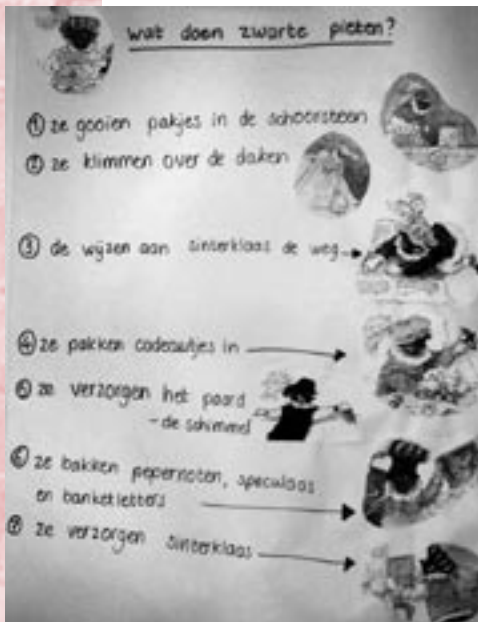 wat doen zwarte pieten?
① ze gooien pakjes in de schoorsteen
② ze klimmen over de daken
③ de wijzen aan sinterklaas de weg
④ ze pakken cadeautjes in
⑤ ze verzorgen het paard
- de schimmel
⑥ ze bakken pepernoten, speculaas
en banketletters
⑦ ze verzorgen sinterklaas